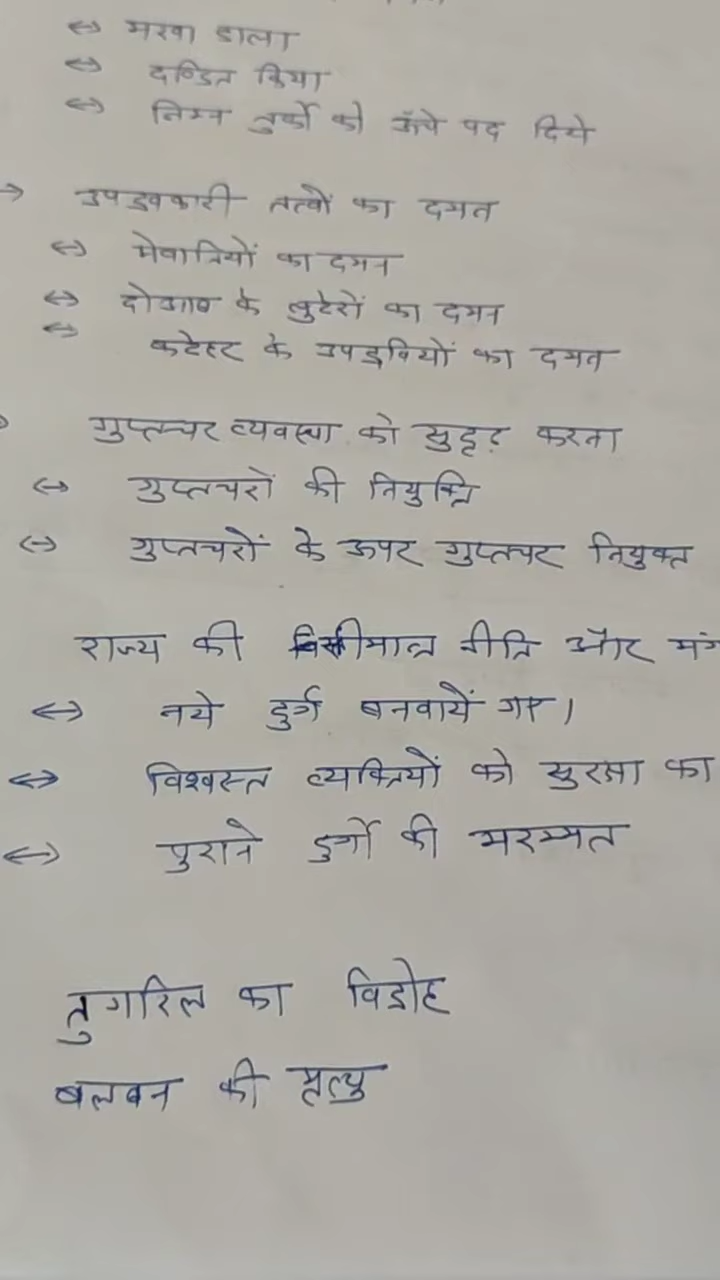 ⇔ मरवा डाला
⇔ दण्डित किया
⇔ निम्न तुर्कों को ऊँचे पद दिये
→ उपद्रवकारी तत्वों का दमन
⇔ मेवातियों का दमन
⇔ दोआब के लुटेरों का दमन
⇔ कटेहर के उपद्रवियों का दमन
गुप्तचर व्यवस्था को सुदृढ़ करना
⇔ गुप्तचरों की नियुक्ति
⇔ गुप्तचरों के ऊपर गुप्तचर नियुक्त
राज्य की नीति और मंग
⇔ नये दुर्ग बनवायें गए।
⇔ विश्वस्त व्यक्तियों को सुरक्षा का
⇔ पुराने दुर्गों की मरम्मत
तुगरिल का विद्रोह
बलबन की मृत्यु